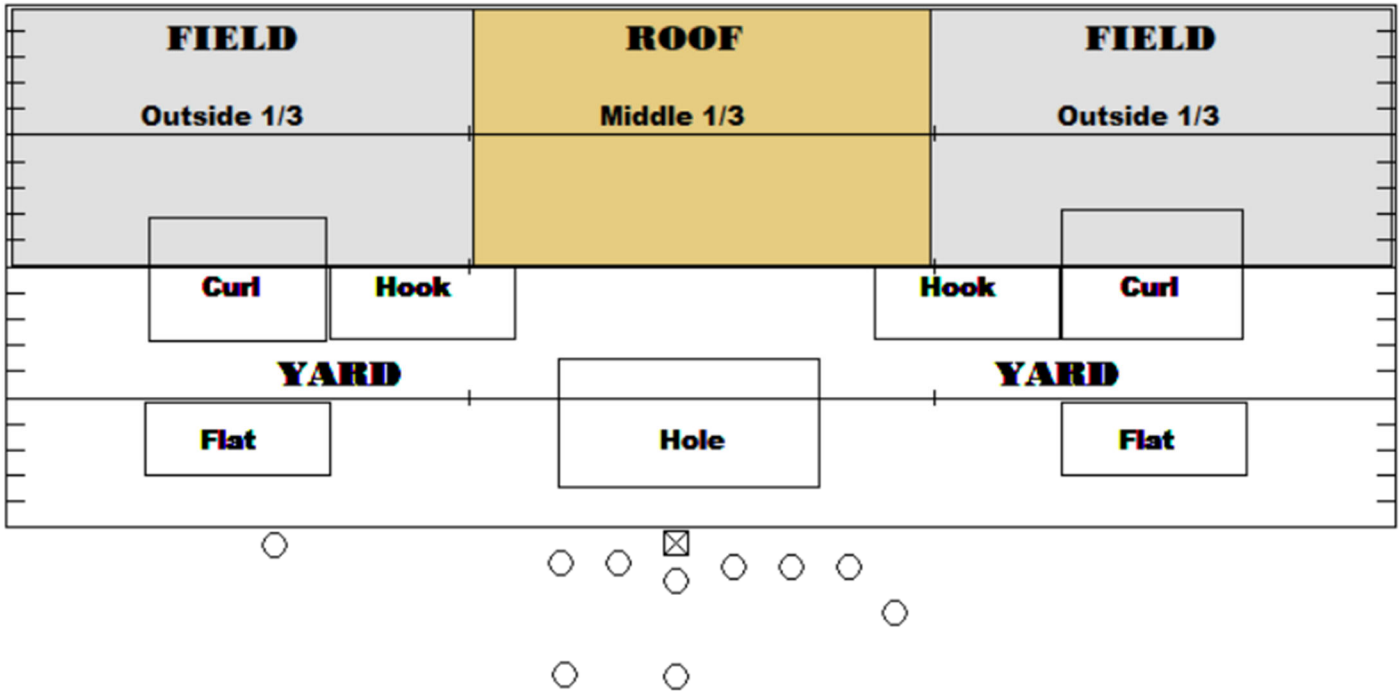 FIELD ROOF FIELD
Outside 1/3 Middle 1/3 Outside 1/3
Curl Hook Hook Curl
YARD YARD
Flat Hole Flat